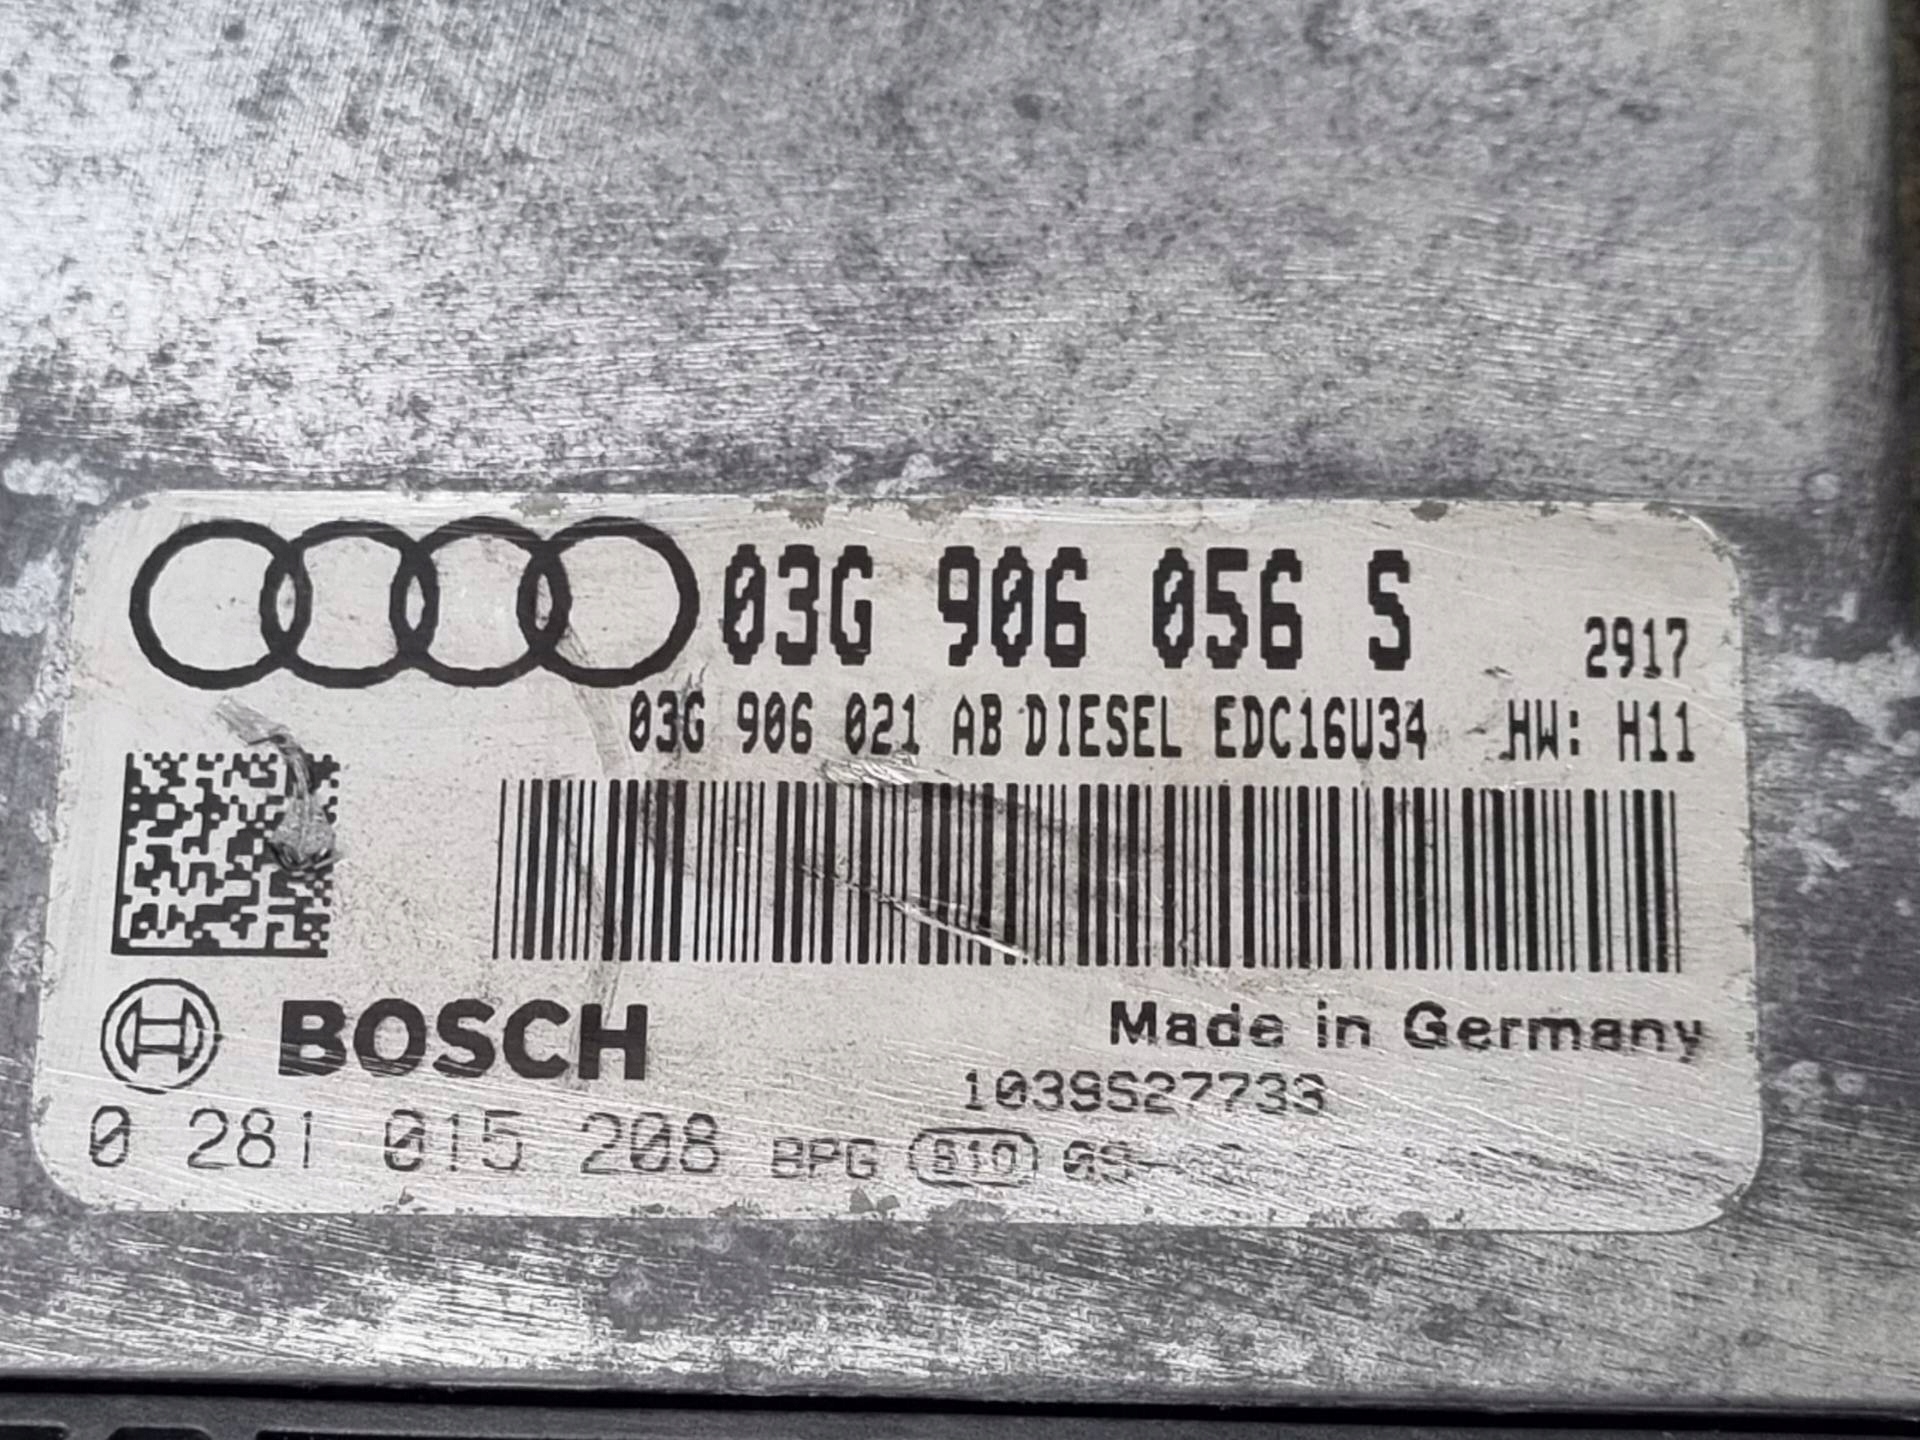 03G 906 056 S
2917
03G 906 021 AB DIESEL EDC16U34 HW: H11
BOSCH
Made in Germany
1039S27733
0 281 015 208 BPG 810